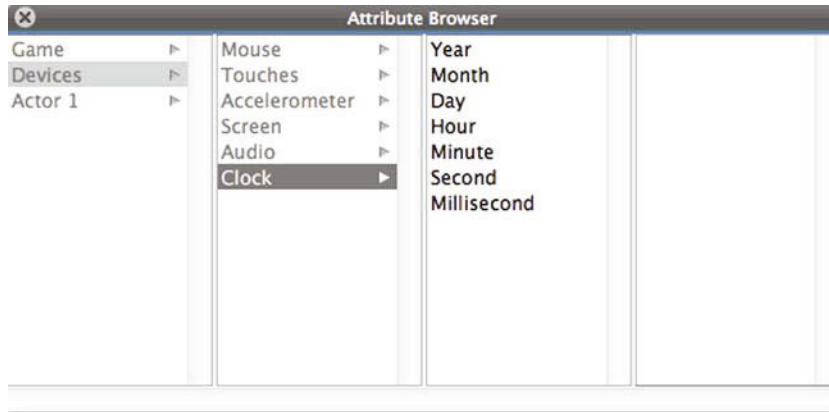 Attribute Browser
Game
Devices
Actor 1
Mouse
Touches
Accelerometer
Screen
Audio
Clock
Year
Month
Day
Hour
Minute
Second
Millisecond